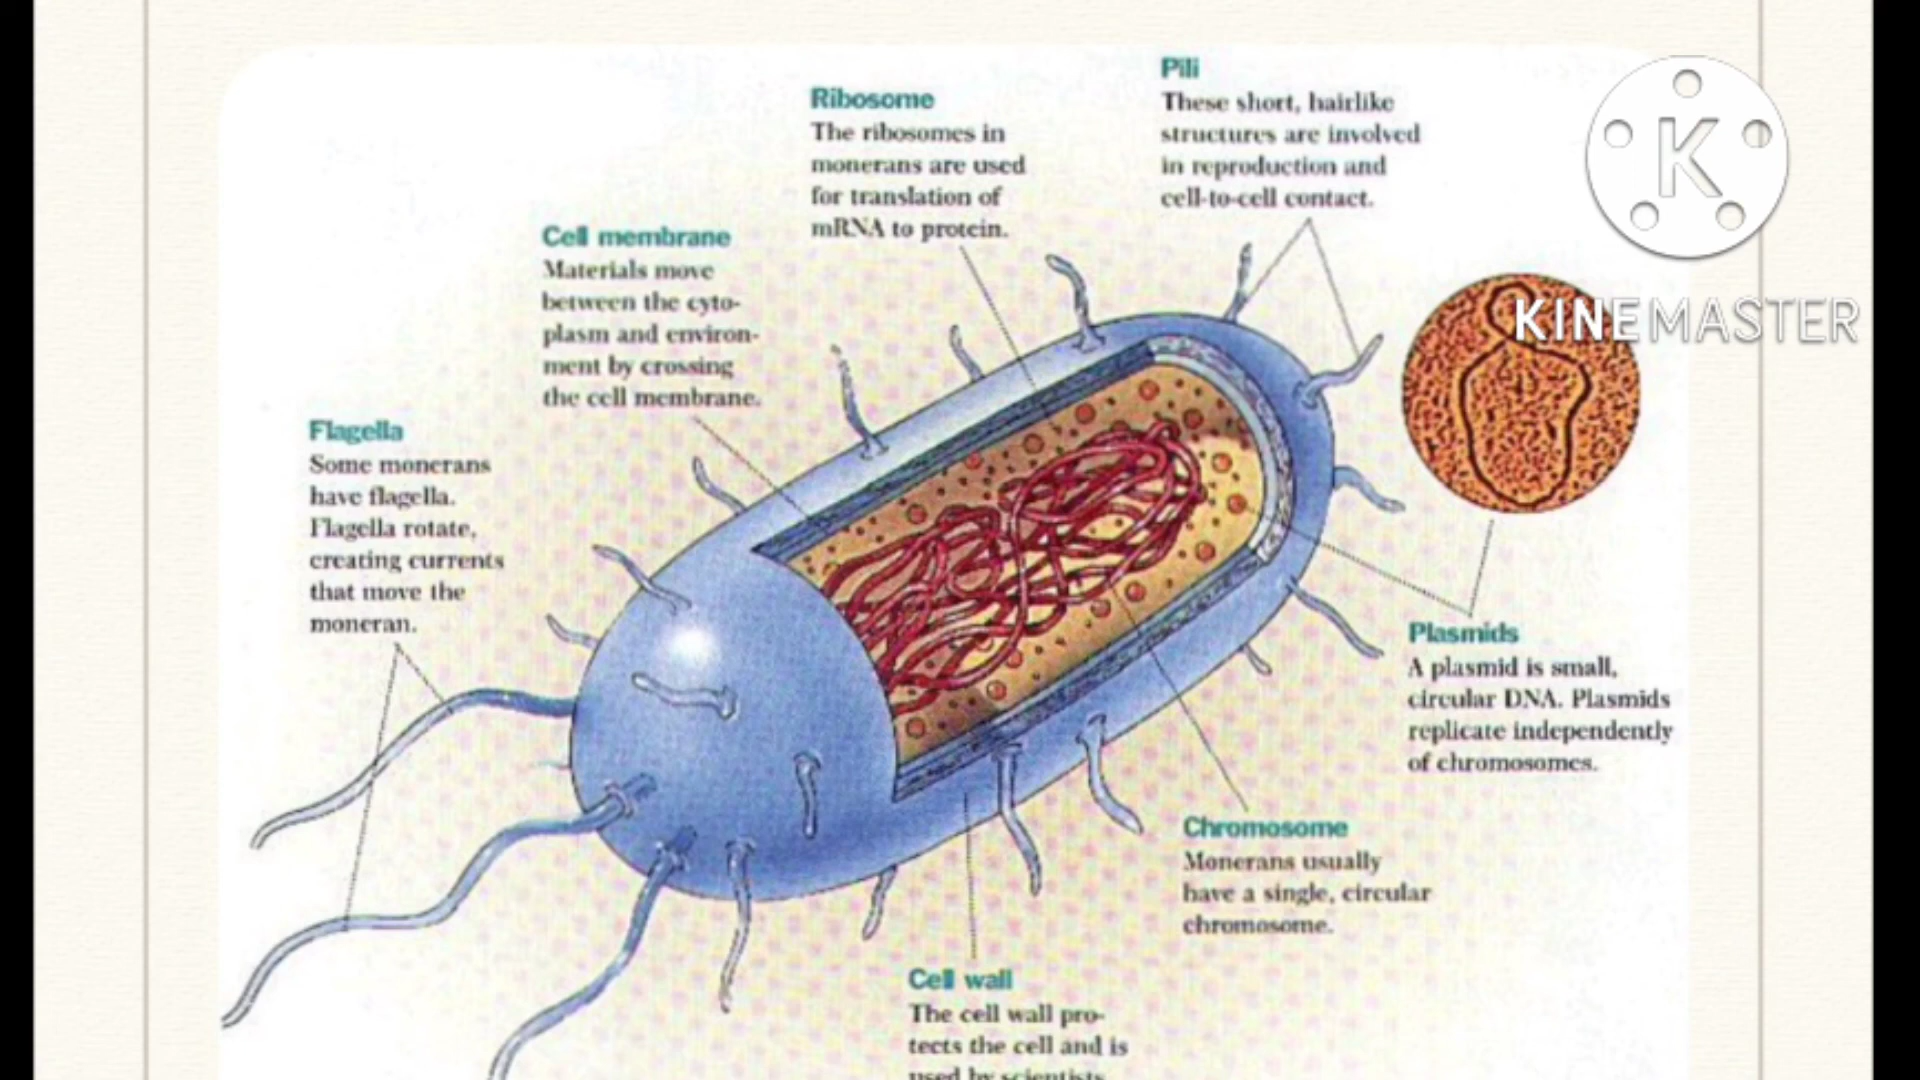 Pili
These short, hairlike
structures are involved
in reproduction and
cell-to-cell contact.
Ribosome
The ribosomes in
monerans are used
for translation of
mRNA to protein.
K
KINEMASTER
Cell membrane
Materials move
between the cyto-
plasm and environ-
ment by crossing
the cell membrane.
Flagella
Some monerans
have flagella.
Flagella rotate,
creating currents
that move the
moneran.
Plasmids
A plasmid is small,
circular DNA. Plasmids
replicate independently
of chromosomes.
Chromosome
Monerans usually
have a single, circular
chromosome.
Cell wall
The cell wall pro-
tects the cell and is
used by scientists